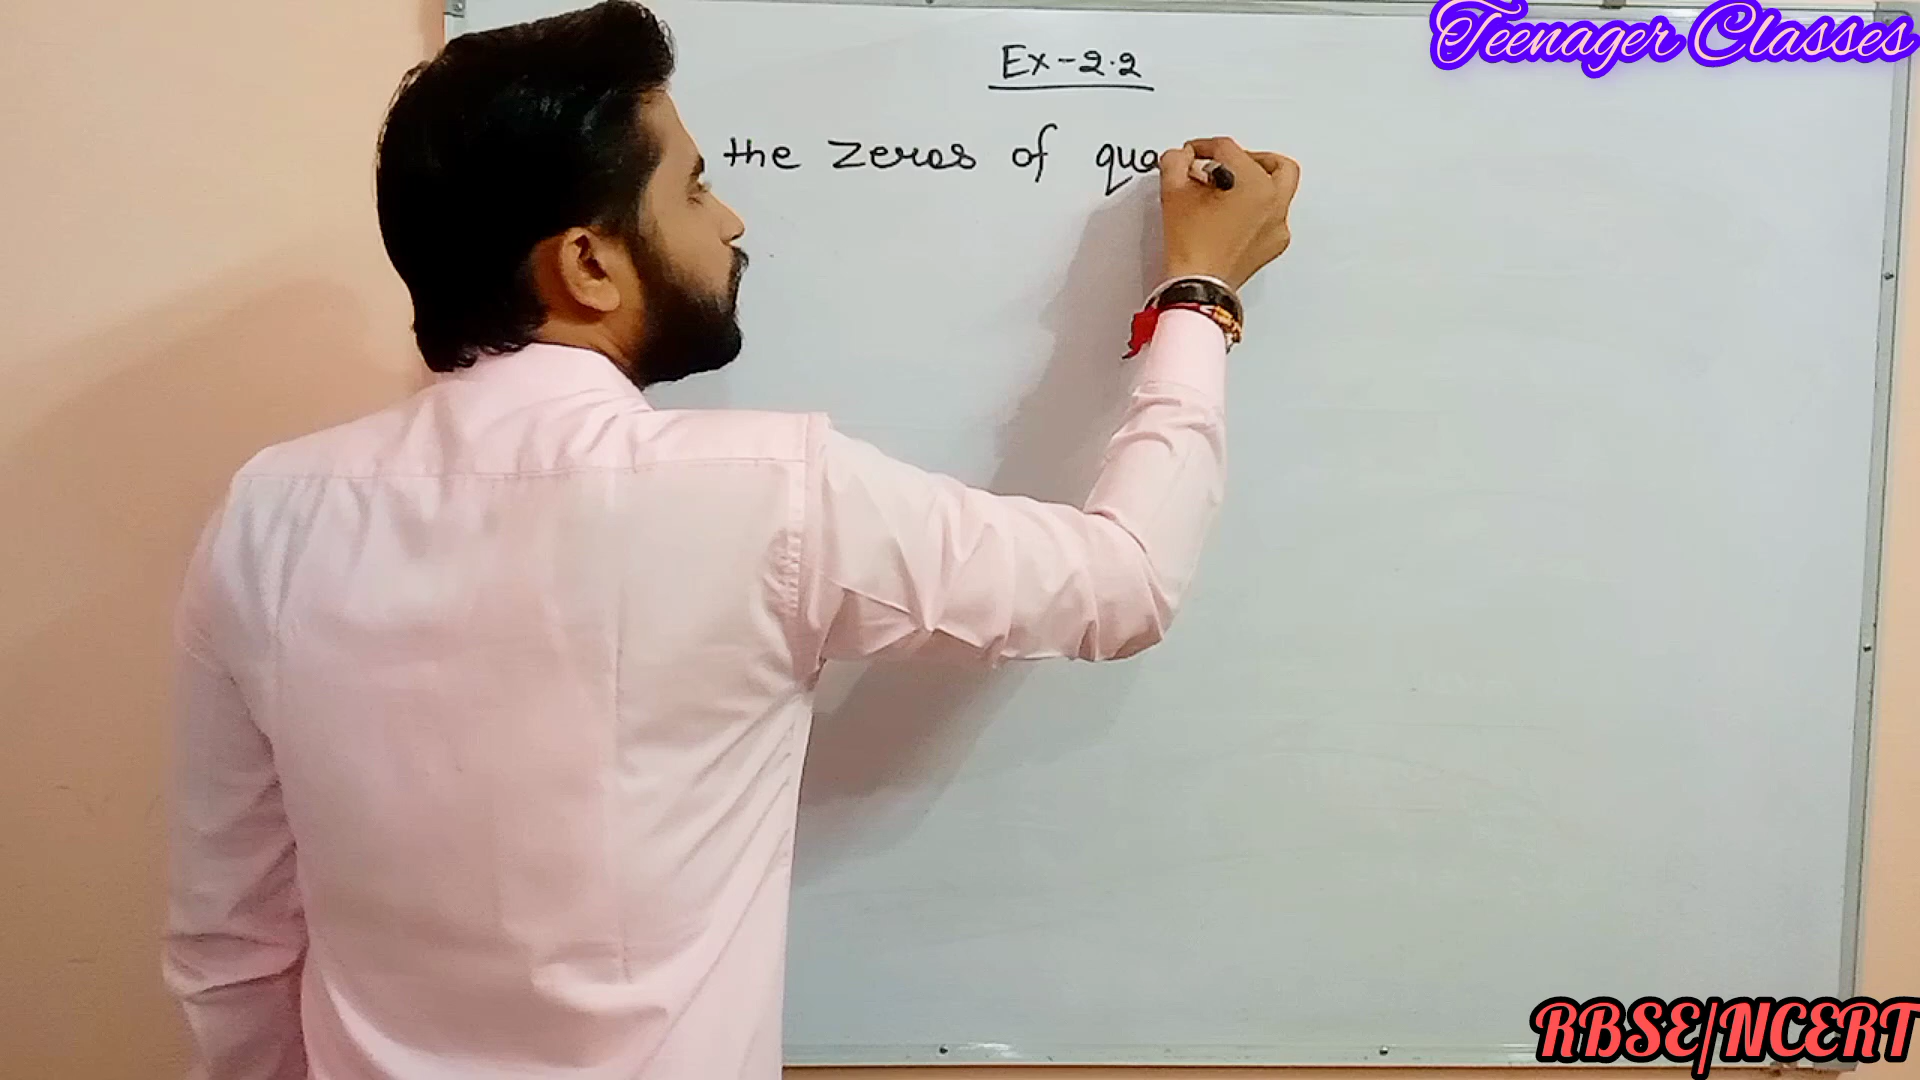 Teenager Classes
Ex-2.2
the zeros of qua
RBSE/NCERT